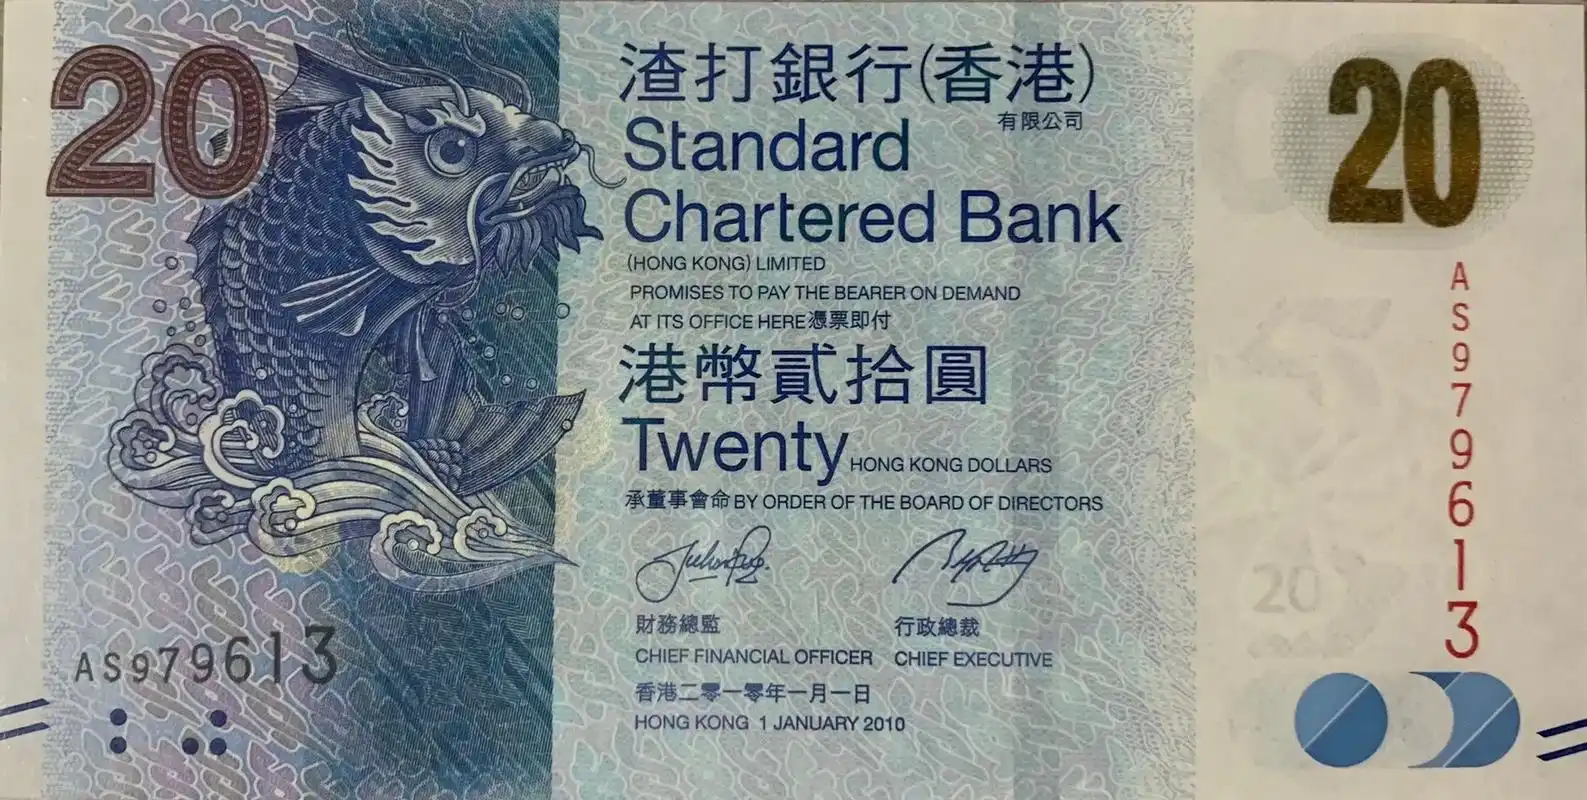 20
渣打銀行(香港)
有限公司
Standard
Chartered Bank
(HONG KONG) LIMITED
PROMISES TO PAY THE BEARER ON DEMAND
AT ITS OFFICE HERE憑票即付
港幣貳拾圓
Twenty HONG KONG DOLLARS
承董事會命 BY ORDER OF THE BOARD OF DIRECTORS
財務總監
CHIEF FINANCIAL OFFICER
行政總裁
CHIEF EXECUTIVE
香港二零一零年一月一日
HONG KONG 1 JANUARY 2010
AS979613
20
AS979613
20